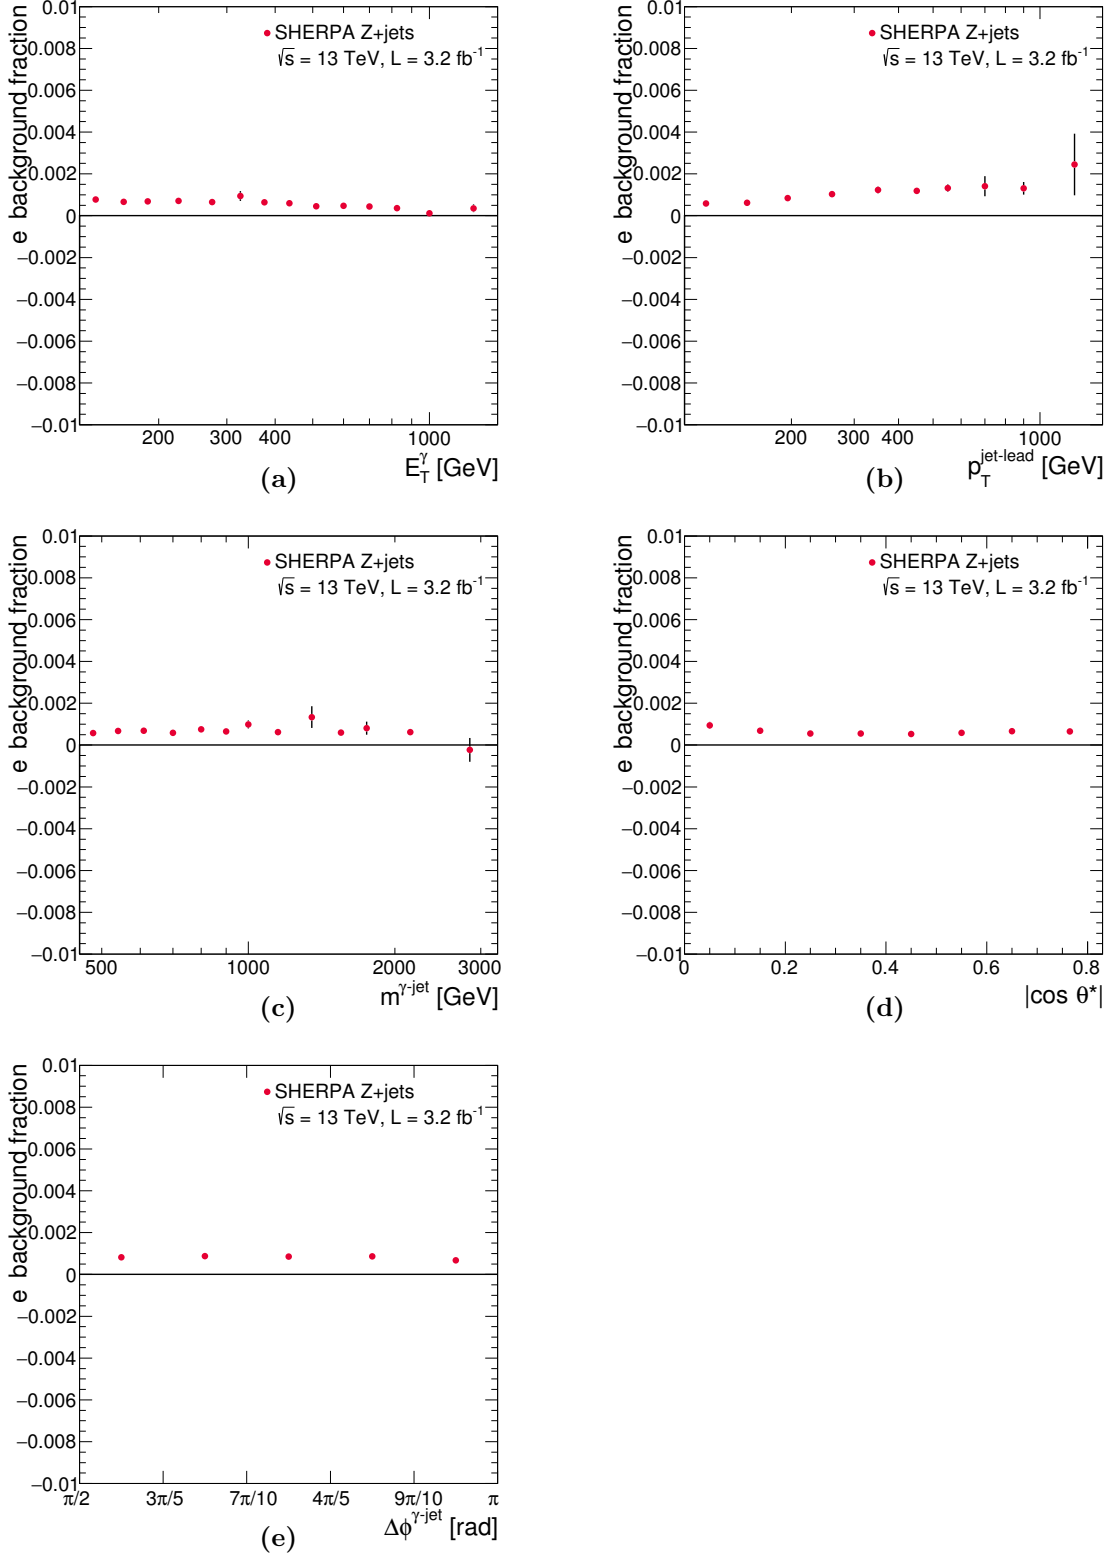 e background fraction
SHERPA Z+jets
√s = 13 TeV, L = 3.2 fb⁻¹
0.01
0.008
0.006
0.004
0.002
0
−0.002
−0.004
−0.006
−0.008
−0.01
200 300 400 1000
E_T^γ [GeV]
(a)
e background fraction
SHERPA Z+jets
√s = 13 TeV, L = 3.2 fb⁻¹
0.01
0.008
0.006
0.004
0.002
0
−0.002
−0.004
−0.006
−0.008
−0.01
200 300 400 1000
p_T^jet-lead [GeV]
(b)
e background fraction
SHERPA Z+jets
√s = 13 TeV, L = 3.2 fb⁻¹
0.01
0.008
0.006
0.004
0.002
0
−0.002
−0.004
−0.006
−0.008
−0.01
500 1000 2000 3000
m^γ-jet [GeV]
(c)
e background fraction
SHERPA Z+jets
√s = 13 TeV, L = 3.2 fb⁻¹
0.01
0.008
0.006
0.004
0.002
0
−0.002
−0.004
−0.006
−0.008
−0.01
0 0.2 0.4 0.6 0.8
|cos θ*|
(d)
e background fraction
SHERPA Z+jets
√s = 13 TeV, L = 3.2 fb⁻¹
0.01
0.008
0.006
0.004
0.002
0
−0.002
−0.004
−0.006
−0.008
−0.01
π/2 3π/5 7π/10 4π/5 9π/10 π
Δφ^γ-jet [rad]
(e)